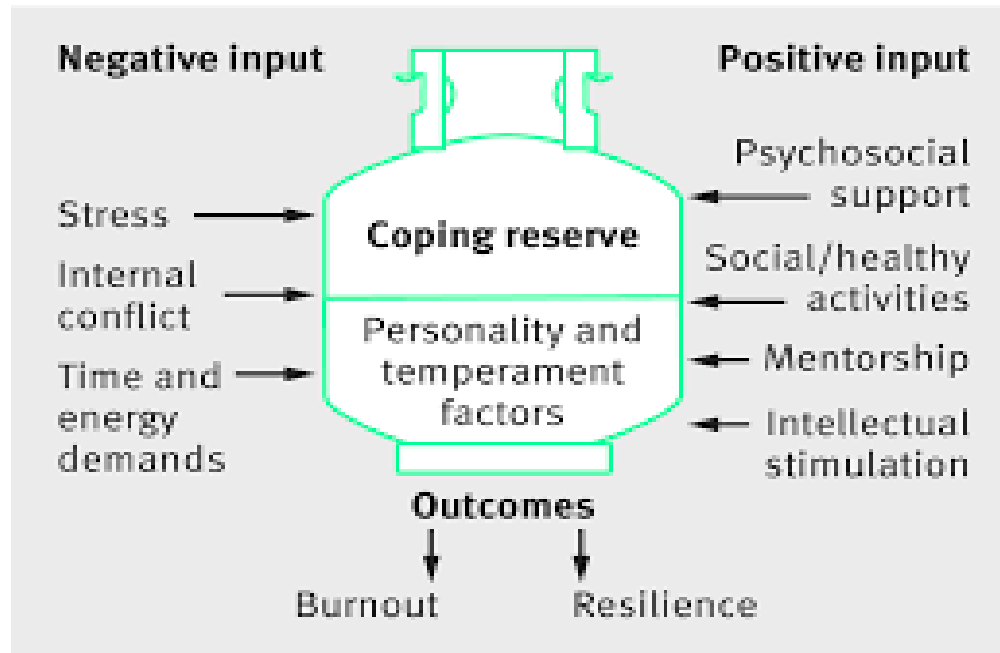 Negative input
Positive input
Stress
Internal
conflict
Time and
energy
demands
Coping reserve
Personality and
temperament
factors
Psychosocial
support
Social/healthy
activities
Mentorship
Intellectual
stimulation
Outcomes
Burnout
Resilience